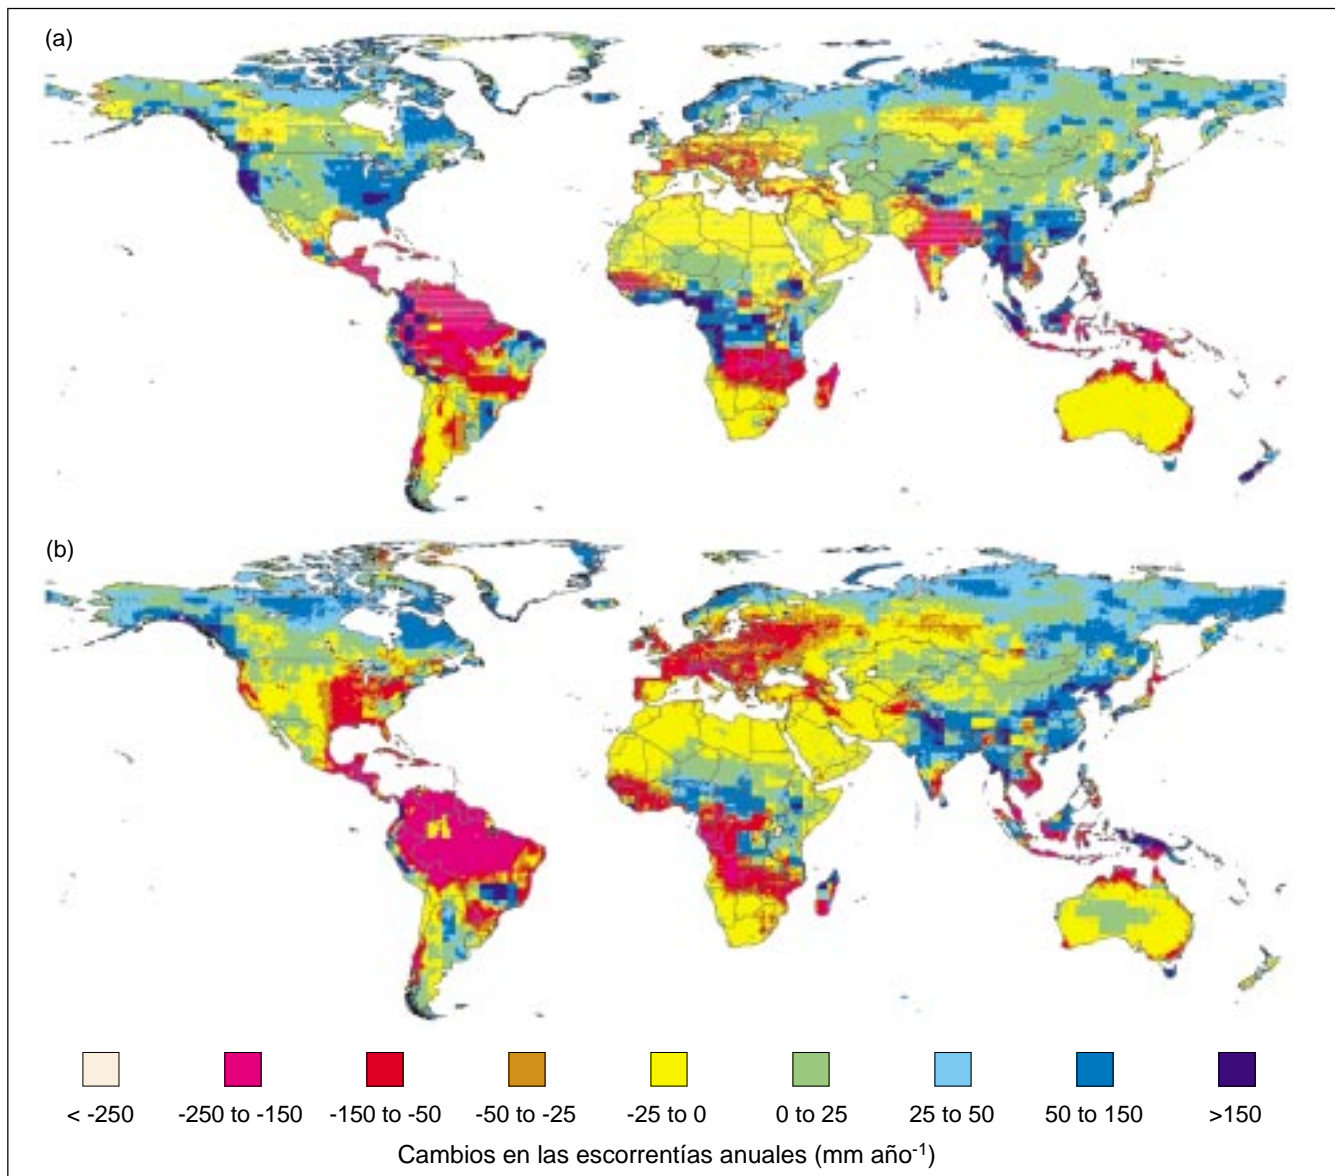 (a)
(b)
< -250 -250 to -150 -150 to -50 -50 to -25 -25 to 0 0 to 25 25 to 50 50 to 150 >150
Cambios en las escorrentías anuales (mm año-1)